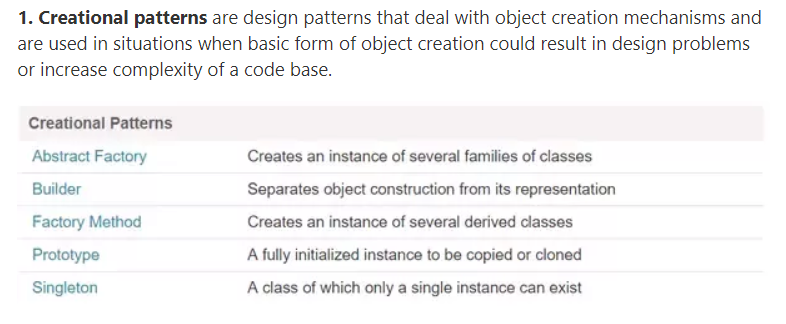 1. Creational patterns are design patterns that deal with object creation mechanisms and
are used in situations when basic form of object creation could result in design problems
or increase complexity of a code base.
Creational Patterns
Abstract Factory Creates an instance of several families of classes
Builder Separates object construction from its representation
Factory Method Creates an instance of several derived classes
Prototype A fully initialized instance to be copied or cloned
Singleton A class of which only a single instance can exist